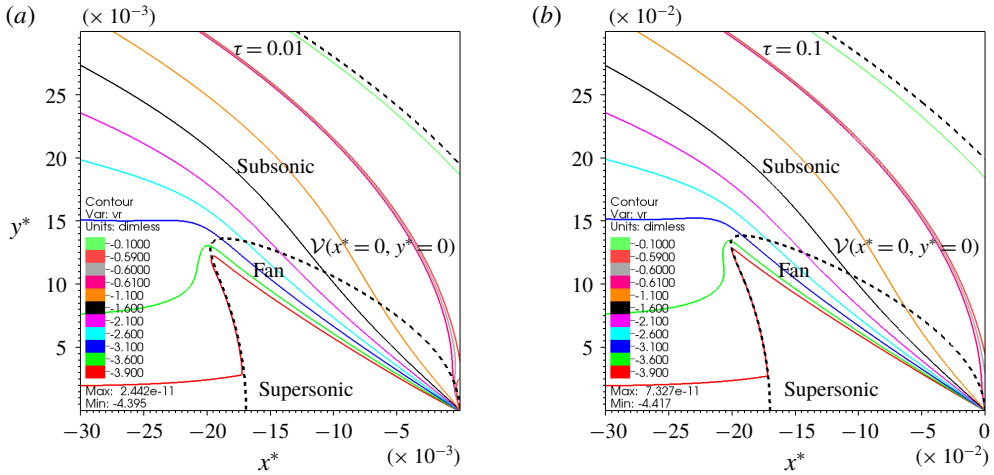 (a)
(× 10⁻³)
τ = 0.01
25
20
15
10
5
y*
Subsonic
𝒱(x* = 0, y* = 0)
Fan
Supersonic
Contour
Var: vr
Units: dimless
-0.1000
-0.5900
-0.6000
-0.6100
-1.100
-1.600
-2.100
-2.600
-3.100
-3.600
-3.900
Max: 2.442e-11
Min: -4.395
−30
−25
−20
−15
−10
−5
x*
(× 10⁻³)
(b)
(× 10⁻²)
τ = 0.1
25
20
15
10
5
Subsonic
𝒱(x* = 0, y* = 0)
Fan
Supersonic
Contour
Var: vr
Units: dimless
-0.1000
-0.5900
-0.6000
-0.6100
-1.100
-1.600
-2.100
-2.600
-3.100
-3.600
-3.900
Max: 7.327e-11
Min: -4.417
−30
−25
−20
−15
−10
−5
0
x*
(× 10⁻²)